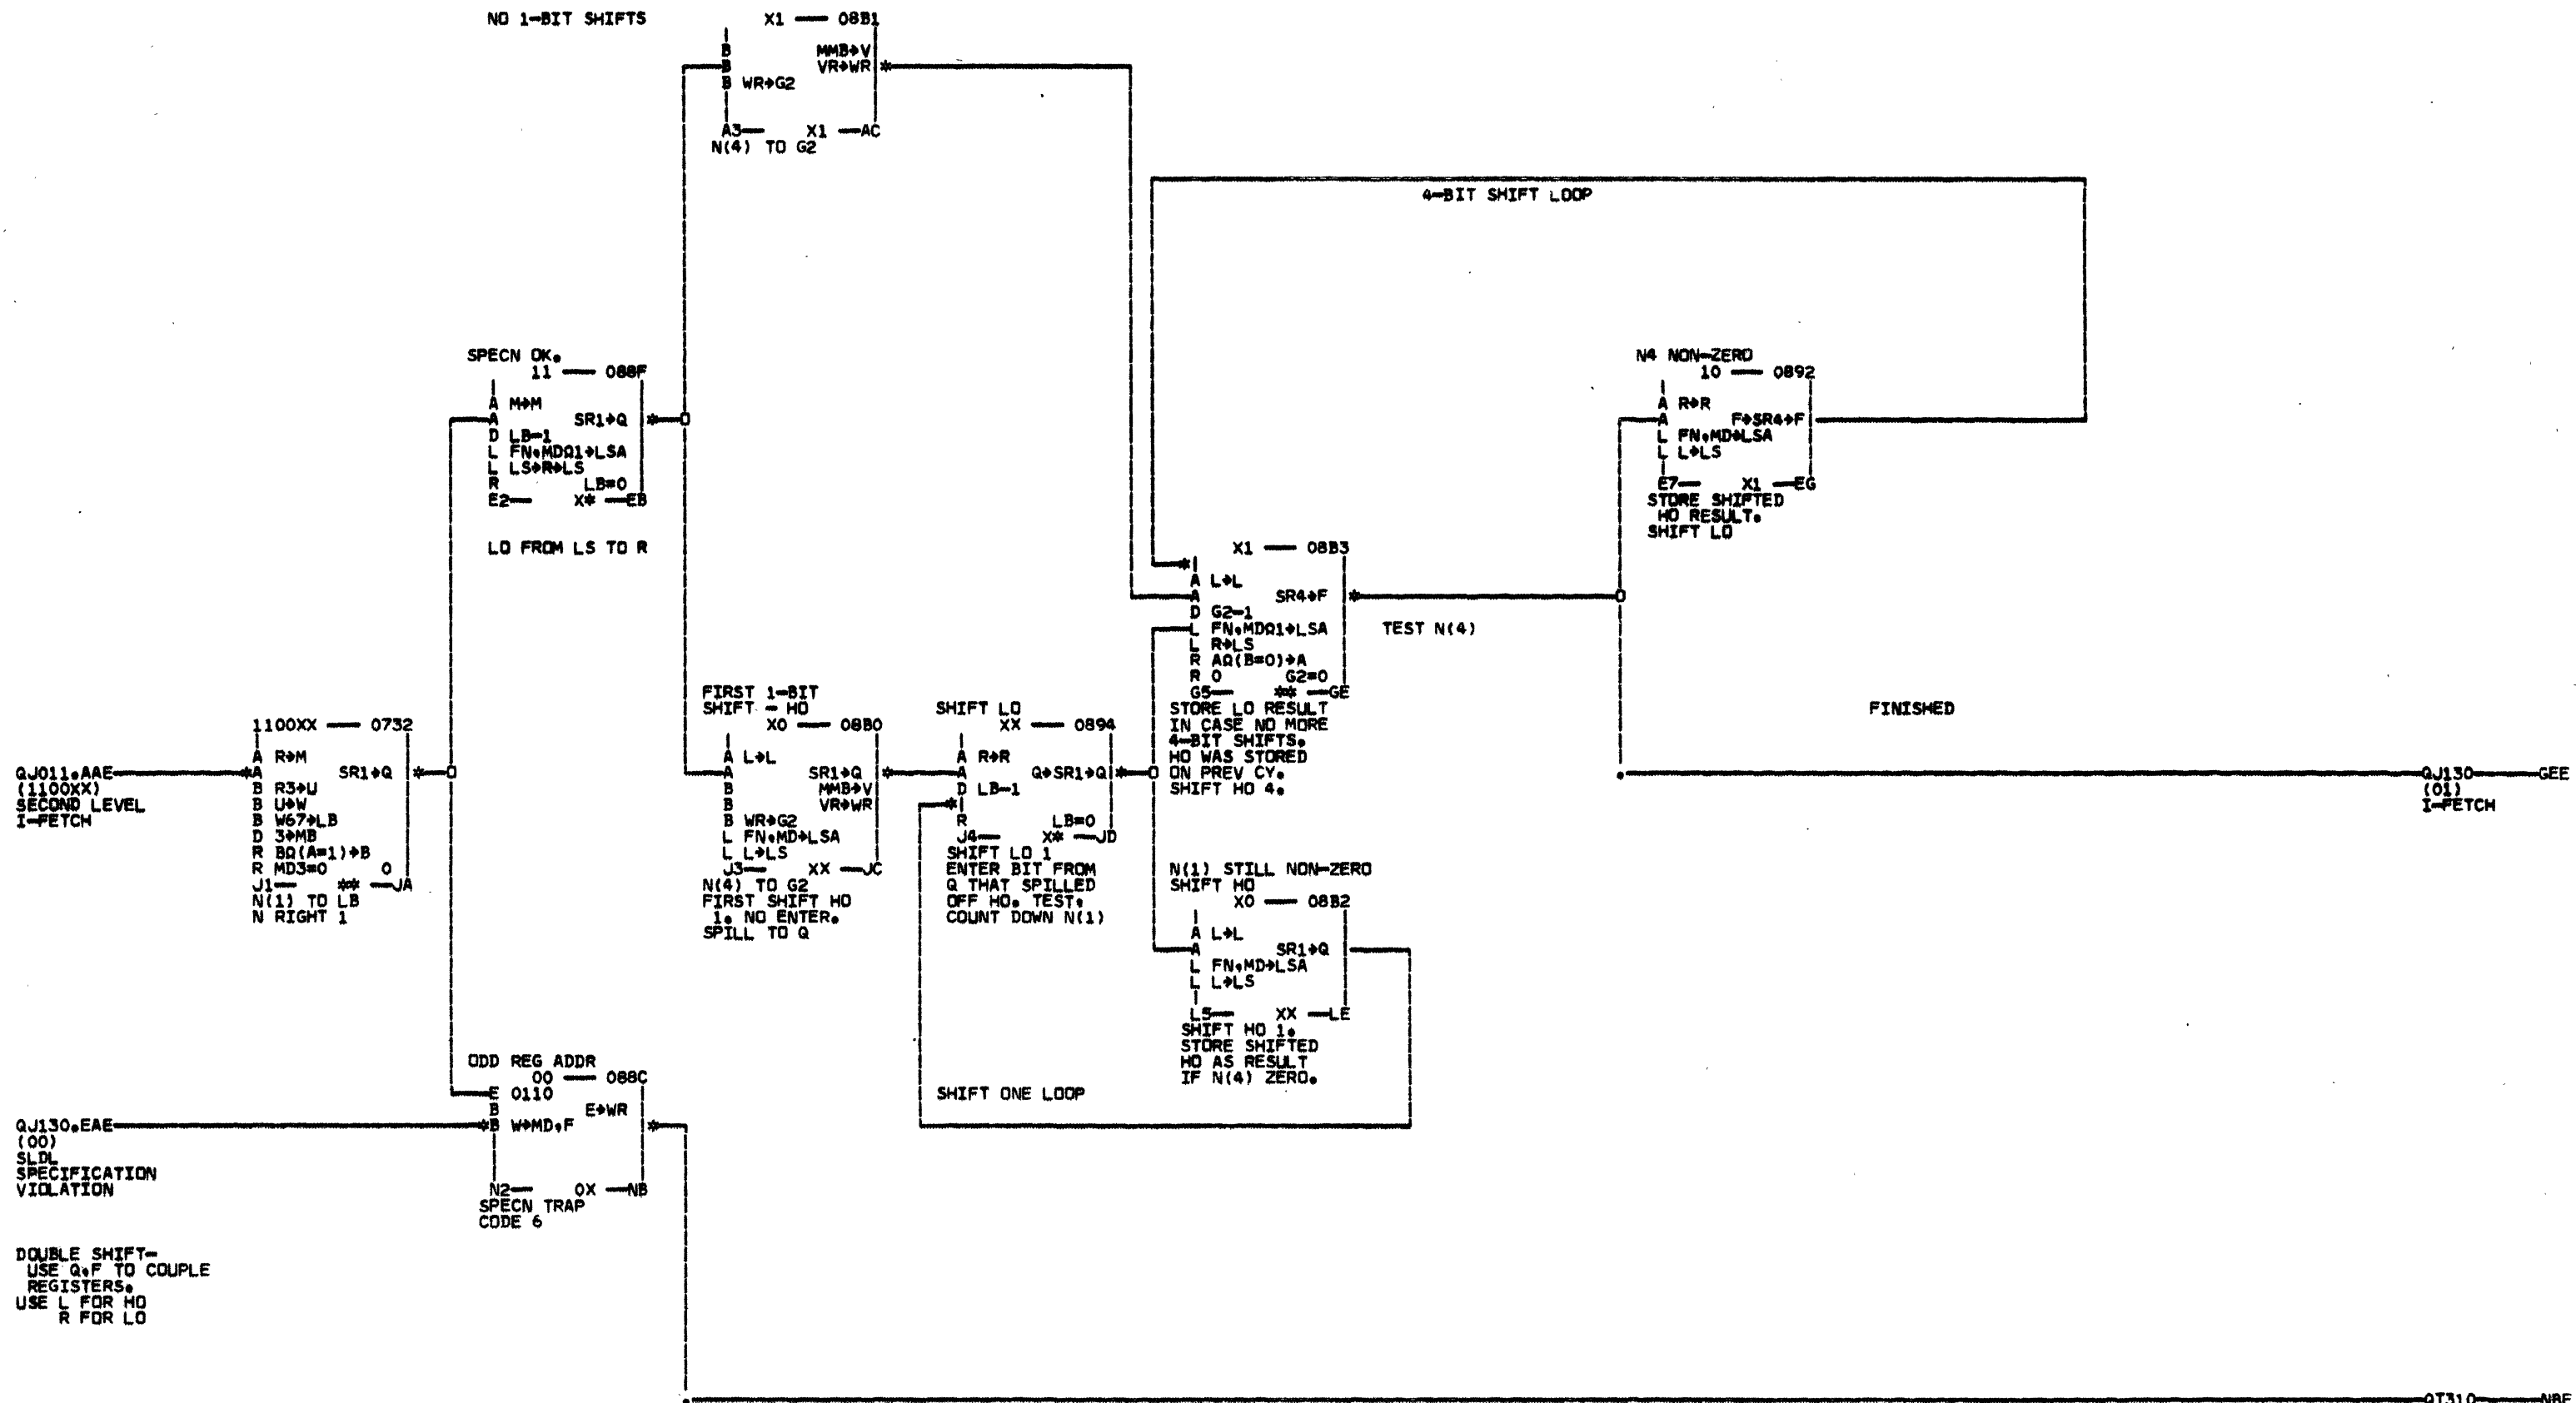 NO 1-BIT SHIFTS
X1 — 08B1
B MMB→V
B VR→WR *
B WR→G2
A3— X1 —AC
N(4) TO G2
4-BIT SHIFT LOOP
SPECN OK.
11 — 088F
A M→M
A SR1→Q *
D LB-1
L FN,MDΩ1→LSA
L LS→R→LS
R LB=0
E2— X* —EB
LO FROM LS TO R
N4 NON-ZERO
10 — 0892
A R→R
A F→SR4→F
L FN,MD→LSA
L L→LS
E7— X1 —EG
STORE SHIFTED
HO RESULT.
SHIFT LO
X1 — 08B3
*
A L→L
A SR4→F *
D G2-1
L FN,MDΩ1→LSA
L R→LS
R AΩ(B=0)→A
R 0 G2=0
G5— ** —GE
STORE LO RESULT
IN CASE NO MORE
4-BIT SHIFTS.
HO WAS STORED
ON PREV CY.
SHIFT HO 4.
TEST N(4)
FINISHED
QJ130 —GEE
(01)
I-FETCH
QJ011.AAE
(1100XX)
SECOND LEVEL
I-FETCH
1100XX — 0732
A R→M
*A SR1→Q *
B R3→U
B U→W
B W67→LB
D 3→MB
R BΩ(A=1)→B
R MD3=0 0
J1— ** —JA
N(1) TO LB
N RIGHT 1
FIRST 1-BIT
SHIFT - HO
X0 — 08B0
A L→L
A SR1→Q *
B MMB→V
B VR→WR
B WR→G2
L FN,MD→LSA
L L→LS
J3— XX —JC
N(4) TO G2
FIRST SHIFT HO
1. NO ENTER.
SPILL TO Q
SHIFT LO
XX — 0894
A R→R
A Q→SR1→Q *
D LB-1
*
R LB=0
J4— X* —JD
SHIFT LO 1
ENTER BIT FROM
Q THAT SPILLED
OFF HO. TEST.
COUNT DOWN N(1)
N(1) STILL NON-ZERO
SHIFT HO
X0 — 08B2
A L→L
A SR1→Q
L FN,MD→LSA
L L→LS
L5— XX —LE
SHIFT HO 1.
STORE SHIFTED
HO AS RESULT
IF N(4) ZERO.
SHIFT ONE LOOP
ODD REG ADDR
00 — 088C
E 0110
B E→WR
*B W→MD,F *
N2— 0X —NB
SPECN TRAP
CODE 6
QJ130.EAE
(00)
SLDL
SPECIFICATION
VIOLATION
DOUBLE SHIFT-
USE Q,F TO COUPLE
REGISTERS.
USE L FOR HO
R FOR LO
QT310 —NBE